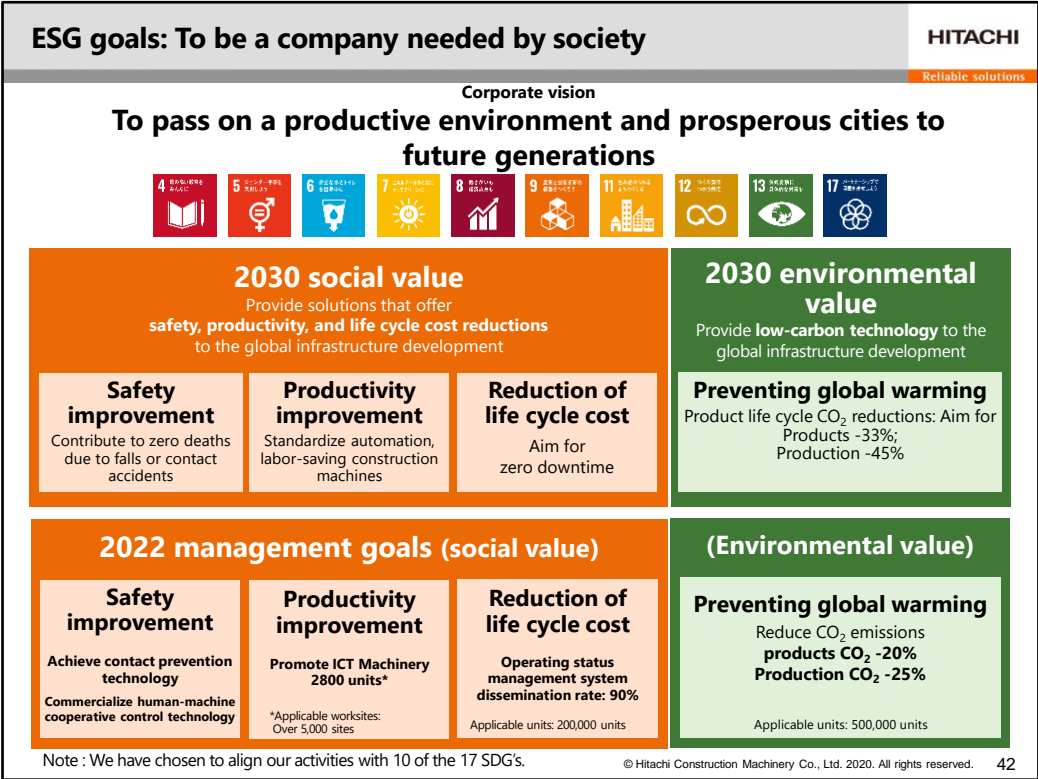 ESG goals: To be a company needed by society
HITACHI
Reliable solutions
Corporate vision
To pass on a productive environment and prosperous cities to
future generations
4
5
6
7
8
9
11
12
13
17
2030 social value
Provide solutions that offer
safety, productivity, and life cycle cost reductions
to the global infrastructure development
Safety
improvement
Contribute to zero deaths
due to falls or contact
accidents
Productivity
improvement
Standardize automation,
labor-saving construction
machines
Reduction of
life cycle cost
Aim for
zero downtime
2030 environmental
value
Provide low-carbon technology to the
global infrastructure development
Preventing global warming
Product life cycle CO₂ reductions: Aim for
Products -33%;
Production -45%
2022 management goals (social value)
Safety
improvement
Achieve contact prevention
technology
Commercialize human-machine
cooperative control technology
Productivity
improvement
Promote ICT Machinery
2800 units*
*Applicable worksites:
Over 5,000 sites
Reduction of
life cycle cost
Operating status
management system
dissemination rate: 90%
Applicable units: 200,000 units
(Environmental value)
Preventing global warming
Reduce CO₂ emissions
products CO₂ -20%
Production CO₂ -25%
Applicable units: 500,000 units
Note : We have chosen to align our activities with 10 of the 17 SDG's.
© Hitachi Construction Machinery Co., Ltd. 2020. All rights reserved.
42